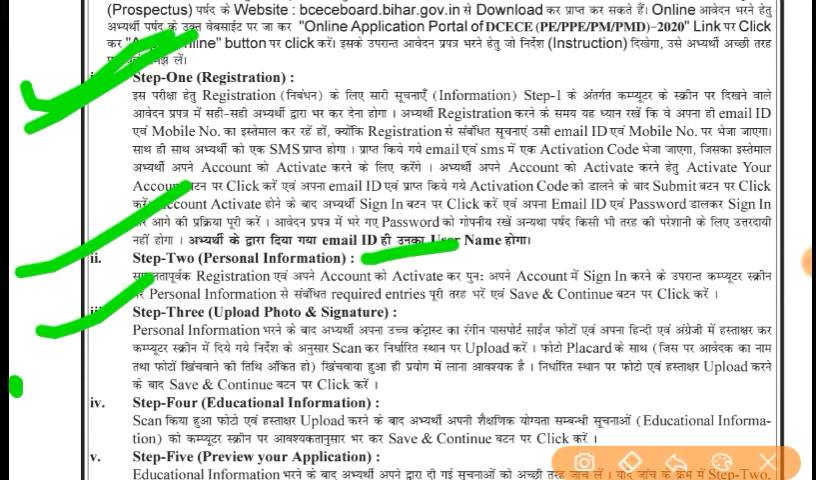 (Prospectus) पर्षद के Website : bceceboard.bihar.gov.in से Download कर प्राप्त कर सकते हैं। Online आवेदन भरने हेतु
अभ्यर्थी पर्षद के उक्त वेबसाईट पर जा कर "Online Application Portal of DCECE (PE/PPE/PM/PMD)-2020" Link पर Click
कर button पर click करें। इसके उपरान्त आवेदन प्रपत्र भरने हेतु जो निर्देश (Instruction) दिखेगा, उसे अभ्यर्थी अच्छी तरह
लें।
Step-One (Registration) :
इस परीक्षा हेतु Registration (निबंधन) के लिए सारी सूचनाएँ (Information) Step-1 के अंतर्गत कम्प्यूटर के स्क्रीन पर दिखने वाले
आवेदन प्रपत्र में सही-सही अभ्यर्थी द्वारा भर कर देना होगा । अभ्यर्थी Registration करने के समय यह ध्यान रखें कि वे अपना ही email ID
एवं Mobile No. का इस्तेमाल कर रहें हों, क्योंकि Registration से संबंधित सूचनाएं उसी email ID एवं Mobile No. पर भेजा जाएगा।
साथ ही साथ अभ्यर्थी को एक SMS प्राप्त होगा । प्राप्त किये गये email एवं sms में एक Activation Code भेजा जाएगा, जिसका इस्तेमाल
अभ्यर्थी अपने Account को Activate करने के लिए करेंगे । अभ्यर्थी अपने Account को Activate करने हेतु Activate Your
Account बटन पर Click करें एवं अपना email ID एवं प्राप्त किये गये Activation Code को डालने के बाद Submit बटन पर Click
करें Account Activate होने के बाद अभ्यर्थी Sign In बटन पर Click करें एवं अपना Email ID एवं Password डालकर Sign In
कर आगे की प्रक्रिया पूरी करें । आवेदन प्रपत्र में भरे गए Password को गोपनीय रखें अन्यथा पर्षद किसी भी तरह की परेशानी के लिए उत्तरदायी
नहीं होगा । अभ्यर्थी के द्वारा दिया गया email ID ही उनका User Name होगा।
ii. Step-Two (Personal Information) :
सफलतापूर्वक Registration एवं अपने Account को Activate कर पुनः अपने Account में Sign In करने के उपरान्त कम्प्यूटर स्क्रीन
पर Personal Information से संबंधित required entries पूरी तरह भरें एवं Save & Continue बटन पर Click करें ।
iii. Step-Three (Upload Photo & Signature) :
Personal Information भरने के बाद अभ्यर्थी अपना उच्च कंट्रास्ट का रंगीन पासपोर्ट साईज फोटों एवं अपना हिन्दी एवं अंग्रेजी में हस्ताक्षर कर
कम्प्यूटर स्क्रीन में दिये गये निर्देश के अनुसार Scan कर निर्धारित स्थान पर Upload करें । फोटो Placard के साथ (जिस पर आवेदक का नाम
तथा फोटों खिंचवाने की तिथि अंकित हो) खिंचवाया हुआ ही प्रयोग में लाना आवश्यक है । निर्धारित स्थान पर फोटो एवं हस्ताक्षर Upload करने
के बाद Save & Continue बटन पर Click करें ।
iv. Step-Four (Educational Information) :
Scan किया हुआ फोटो एवं हस्ताक्षर Upload करने के बाद अभ्यर्थी अपनी शैक्षणिक योग्यता सम्बन्धी सूचनाओं (Educational Informa-
tion) को कम्प्यूटर स्क्रीन पर आवश्यकतानुसार भर कर Save & Continue बटन पर Click करें ।
v. Step-Five (Preview your Application) :
Educational Information भरने के बाद अभ्यर्थी अपने द्वारा दी गई सूचनाओं को अच्छी तरह जाँच लें । यदि जाँच के क्रम में Step-Two,